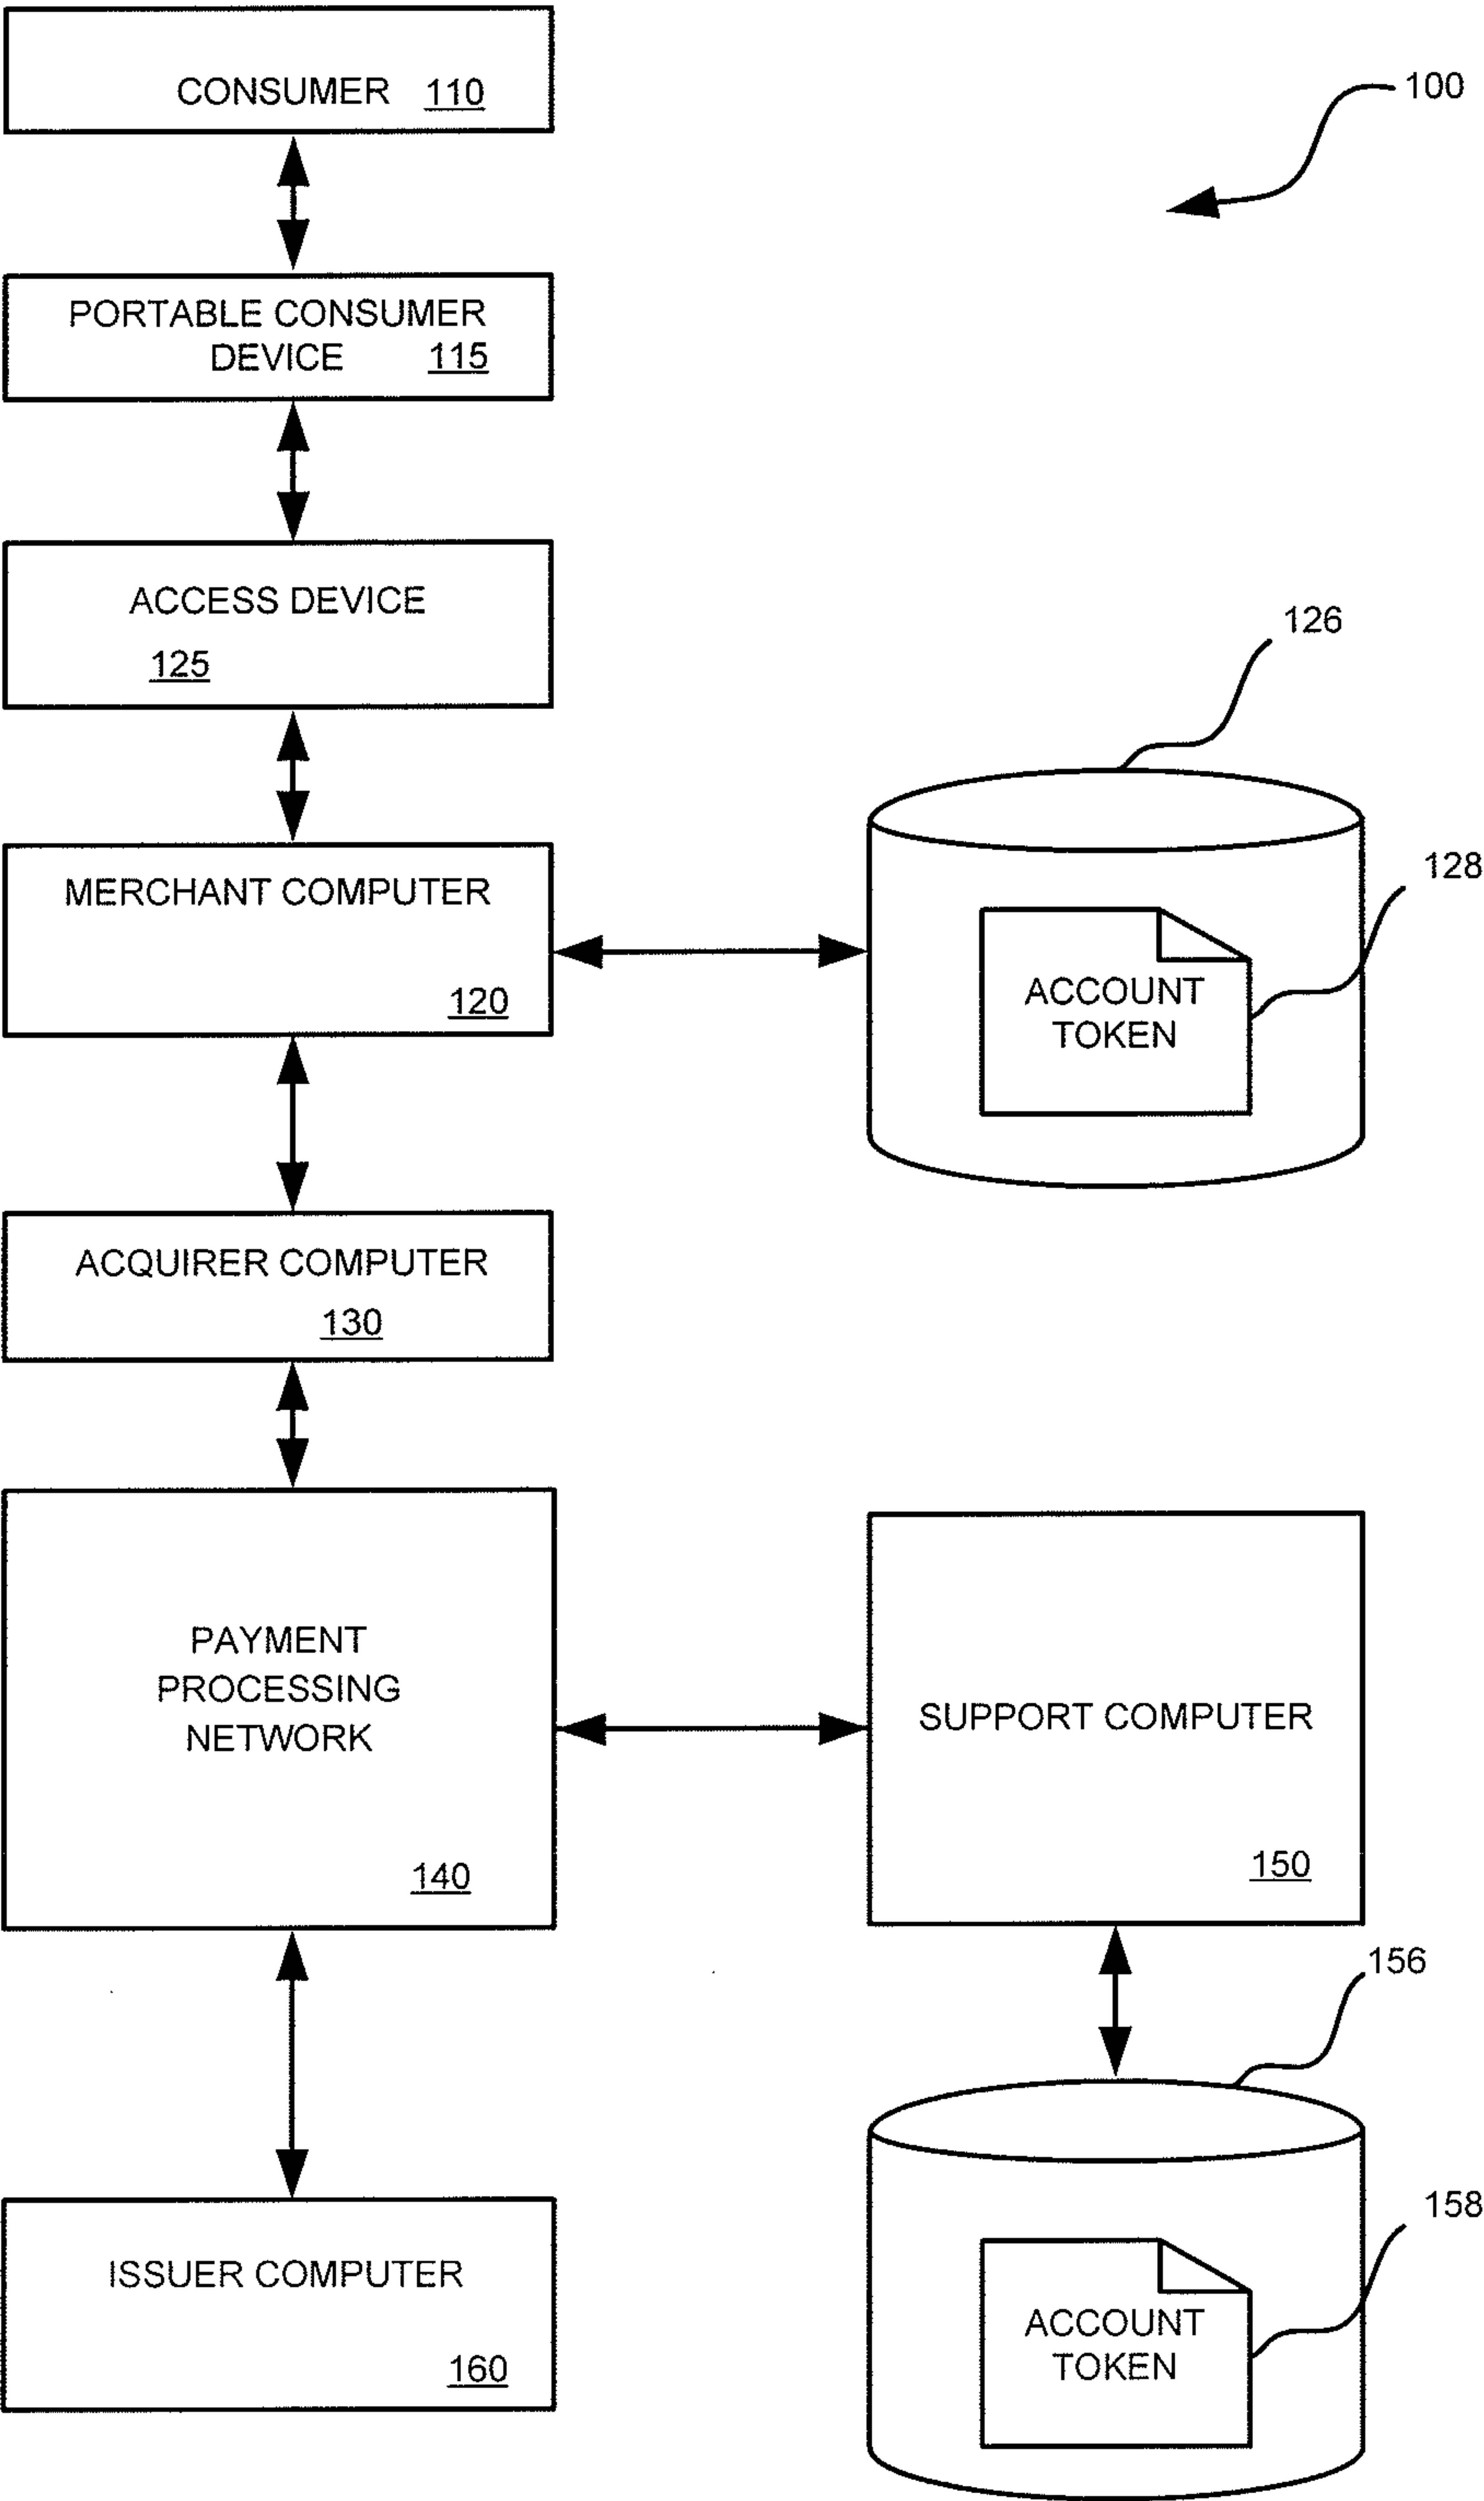 CONSUMER 110
100
PORTABLE CONSUMER
DEVICE 115
ACCESS DEVICE
125
126
MERCHANT COMPUTER
120
128
ACCOUNT
TOKEN
ACQUIRER COMPUTER
130
PAYMENT
PROCESSING
NETWORK
140
SUPPORT COMPUTER
150
156
ISSUER COMPUTER
160
158
ACCOUNT
TOKEN